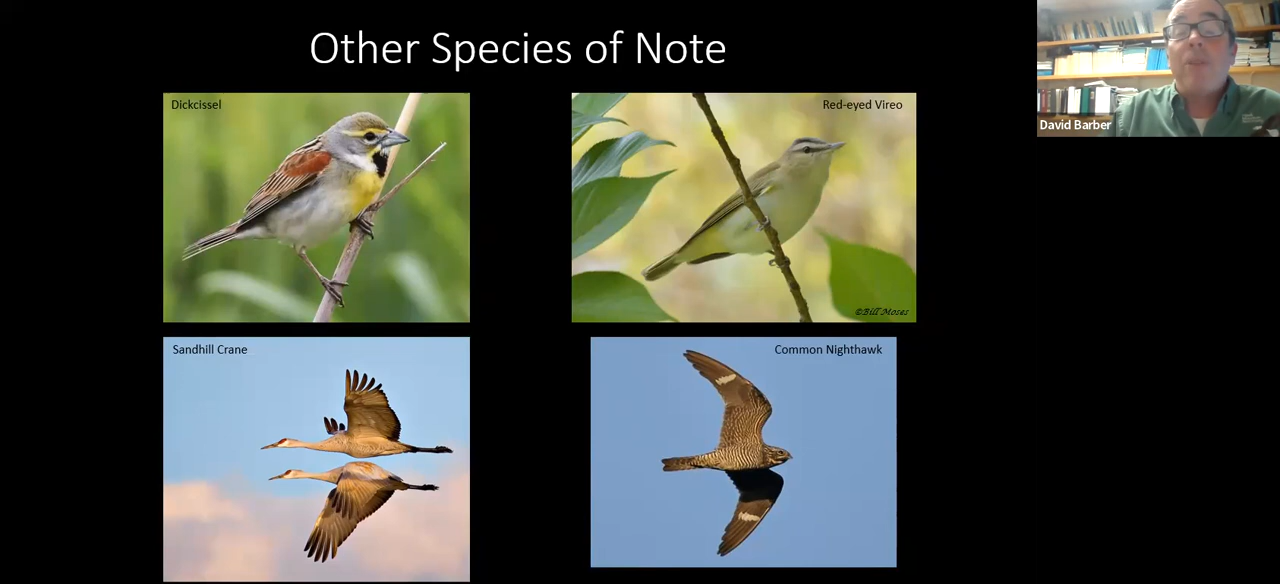 Other Species of Note
Dickcissel
Red-eyed Vireo
©Bill Moses
Sandhill Crane
Common Nighthawk
David Barber